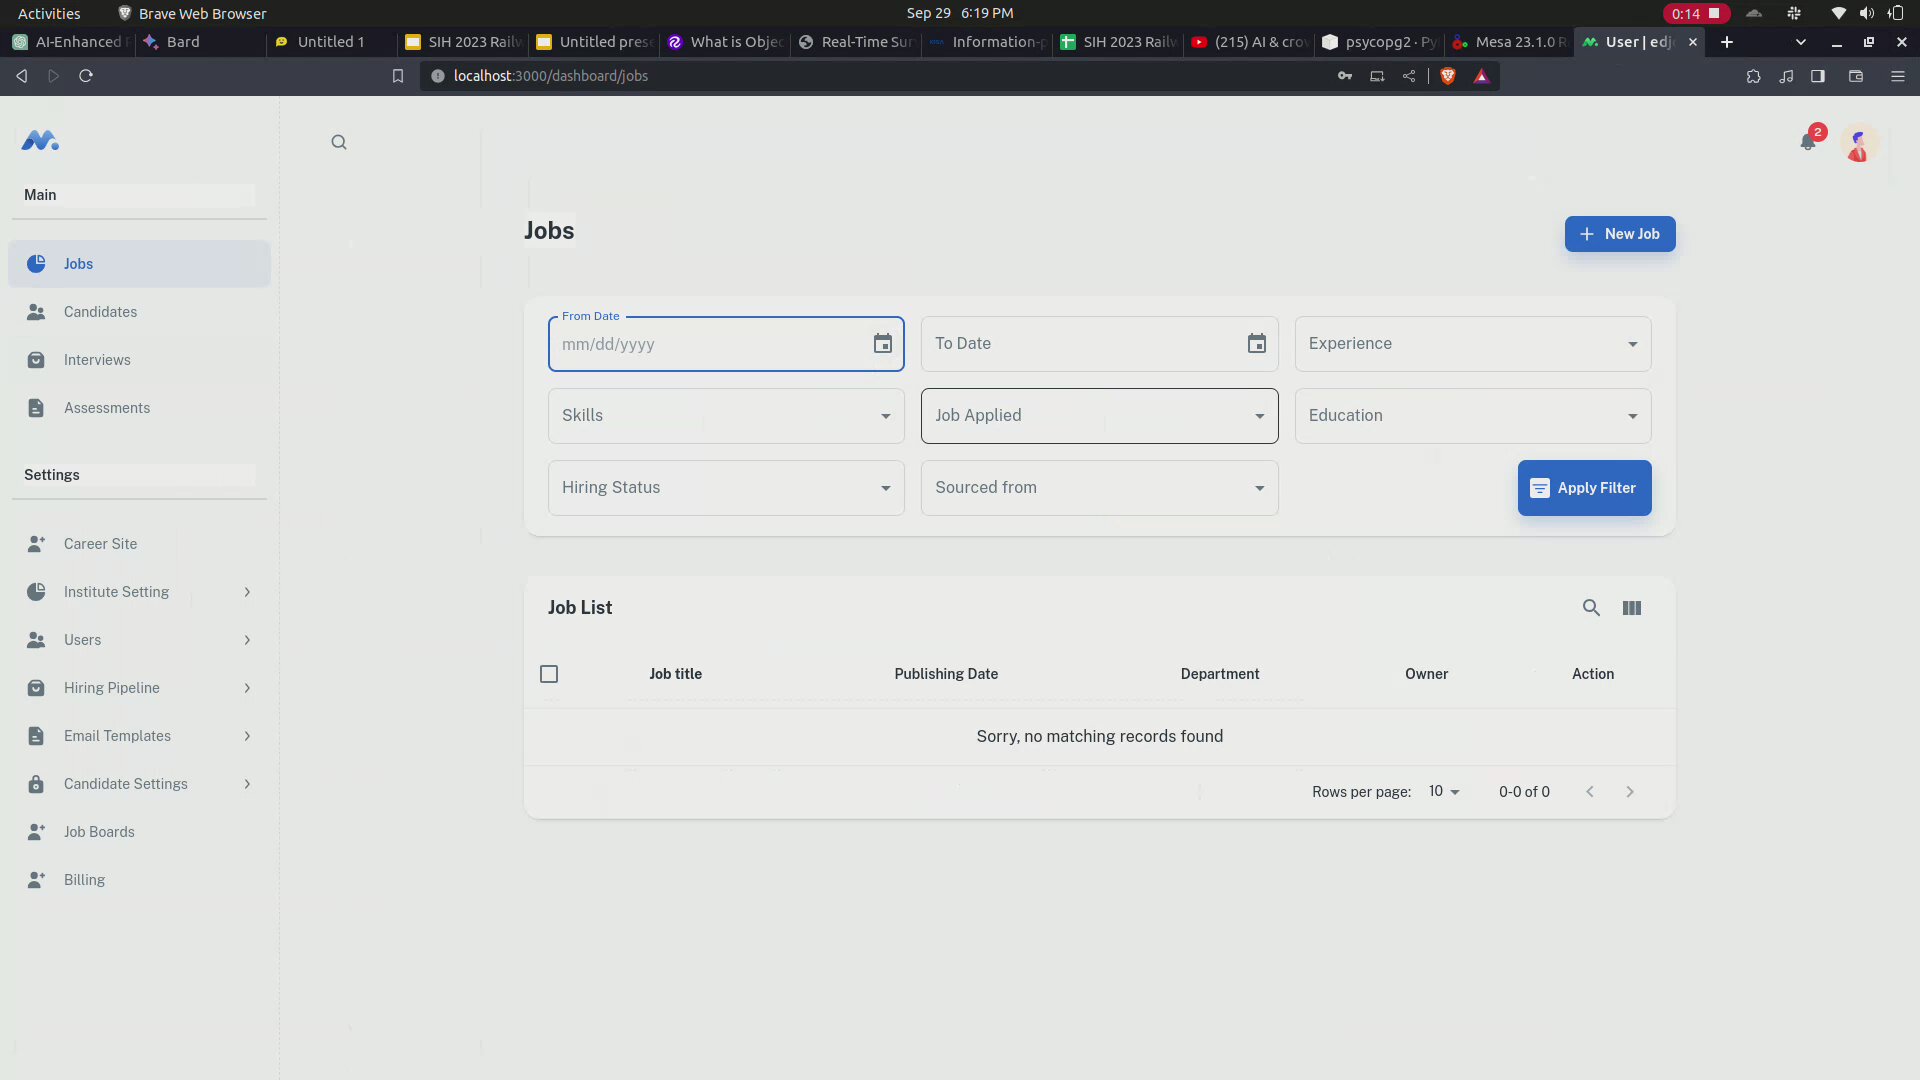 Activities
Brave Web Browser
Sep 29 6:19 PM
0:14
AI-Enhanced
Bard
Untitled 1
SIH 2023 Railw
Untitled prese
What is Objec
Real-Time Sur
Information-p
SIH 2023 Railw
(215) AI & crow
psycopg2 · Py
Mesa 23.1.0 R
User | edjo
localhost:3000/dashboard/jobs
2
Main
Jobs
Candidates
Interviews
Assessments
Settings
Career Site
Institute Setting
Users
Hiring Pipeline
Email Templates
Candidate Settings
Job Boards
Billing
Jobs
New Job
From Date
mm/dd/yyyy
To Date
Experience
Skills
Job Applied
Education
Hiring Status
Sourced from
Apply Filter
Job List
Job title Publishing Date Department Owner Action
Sorry, no matching records found
Rows per page: 10 0-0 of 0